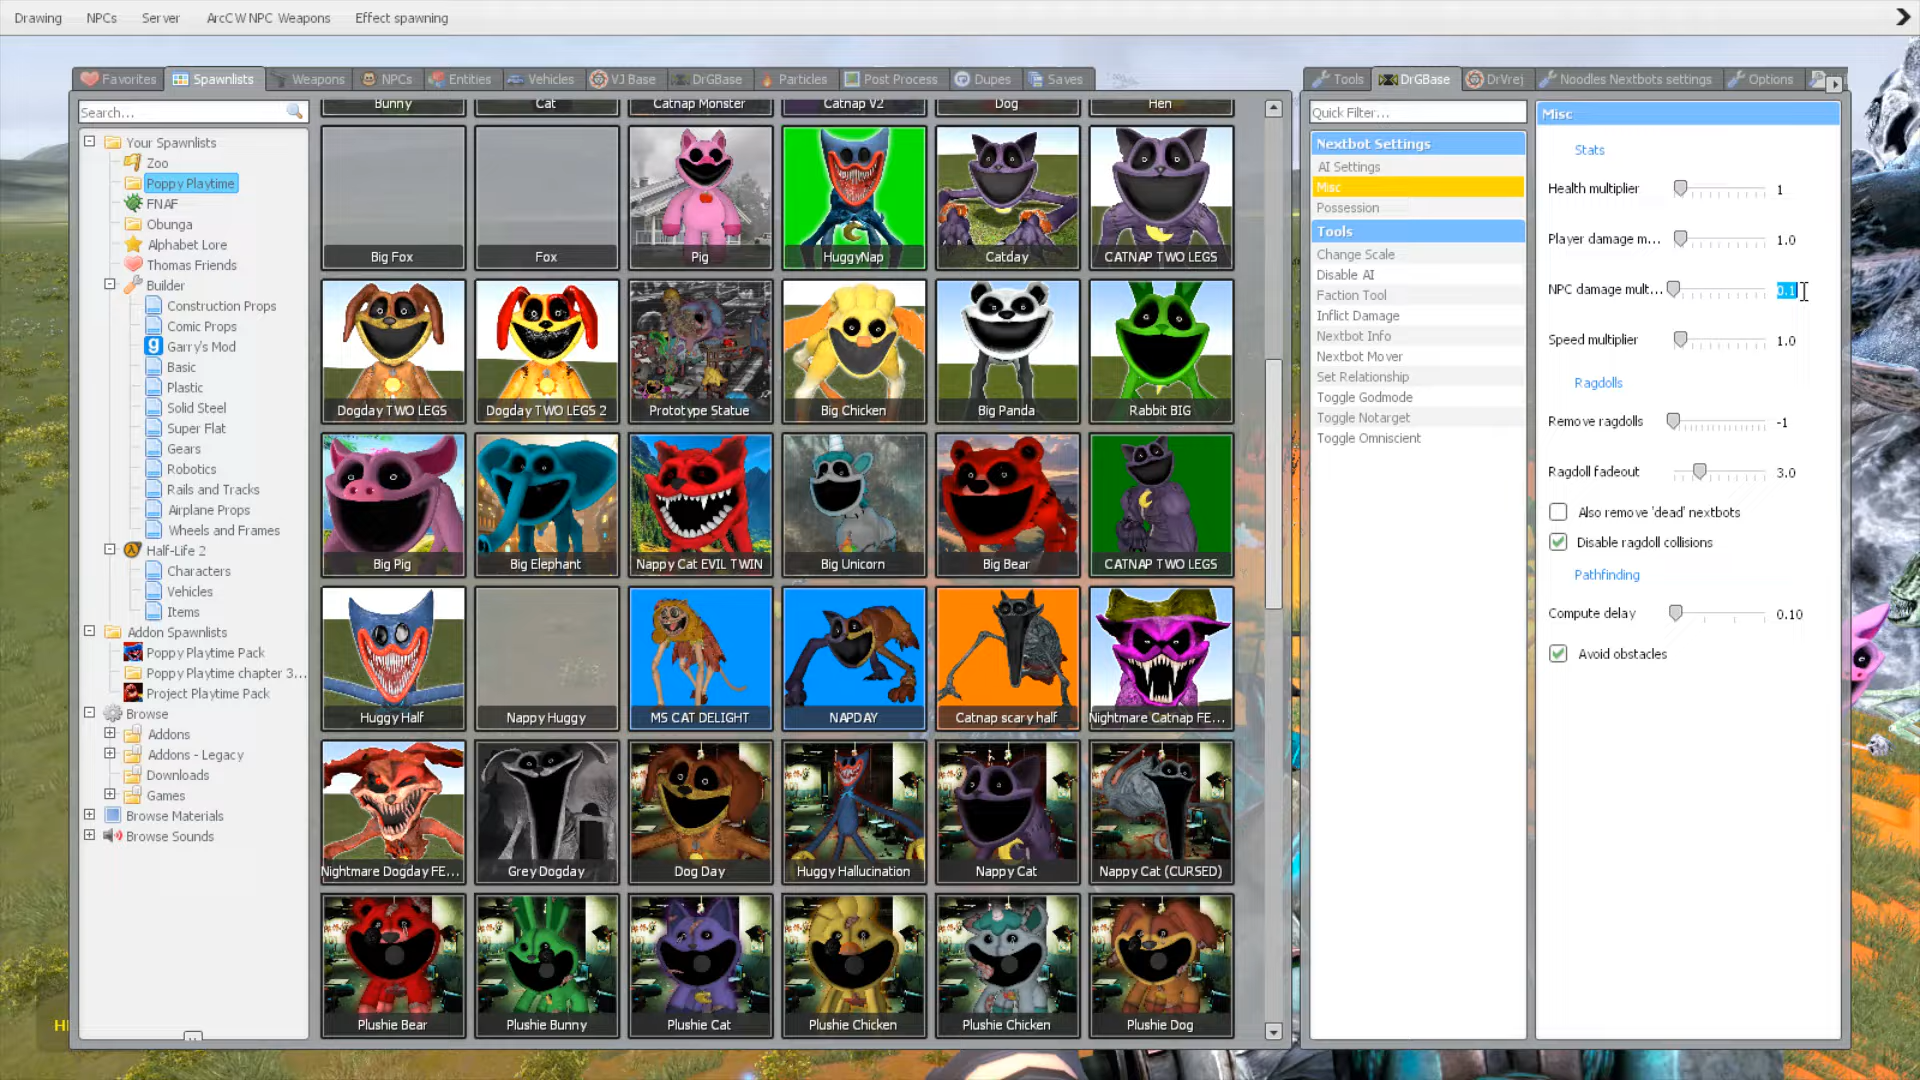 Drawing NPCs Server ArcCW NPC Weapons Effect spawning
Favorites Spawnlists Weapons NPCs Entities Vehicles VJ Base DrGBase Particles Post Process Dupes Saves
Search...
Your Spawnlists
Zoo
Poppy Playtime
FNAF
Obunga
Alphabet Lore
Thomas Friends
Builder
Construction Props
Comic Props
Garry's Mod
Basic
Plastic
Solid Steel
Super Flat
Gears
Robotics
Rails and Tracks
Airplane Props
Wheels and Frames
Half-Life 2
Characters
Vehicles
Items
Addon Spawnlists
Poppy Playtime Pack
Poppy Playtime chapter 3...
Project Playtime Pack
Browse
Addons
Addons - Legacy
Downloads
Games
Browse Materials
Browse Sounds
Bunny Cat Catnap Monster Catnap V2 Dog Hen
Big Fox Fox Pig HuggyNap Catday CATNAP TWO LEGS
Dogday TWO LEGS Dogday TWO LEGS 2 Prototype Statue Big Chicken Big Panda Rabbit BIG
Big Pig Big Elephant Nappy Cat EVIL TWIN Big Unicorn Big Bear CATNAP TWO LEGS
Huggy Half Nappy Huggy MS CAT DELIGHT NAPDAY Catnap scary half Nightmare Catnap FE...
Nightmare Dogday FE... Grey Dogday Dog Day Huggy Hallucination Nappy Cat Nappy Cat (CURSED)
Plushie Bear Plushie Bunny Plushie Cat Plushie Chicken Plushie Chicken Plushie Dog
Tools DrGBase DrVrej Noodles Nextbots settings Options
Quick Filter...
Nextbot Settings
AI Settings
Misc
Possession
Tools
Change Scale
Disable AI
Faction Tool
Inflict Damage
Nextbot Info
Nextbot Mover
Set Relationship
Toggle Godmode
Toggle Notarget
Toggle Omniscient
Misc
Stats
Health multiplier 1
Player damage m... 1.0
NPC damage mult... 0.1
Speed multiplier 1.0
Ragdolls
Remove ragdolls -1
Ragdoll fadeout 3.0
Also remove 'dead' nextbots
Disable ragdoll collisions
Pathfinding
Compute delay 0.10
Avoid obstacles